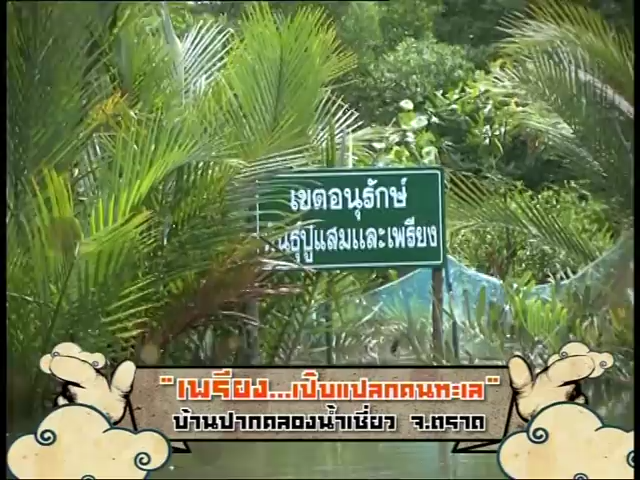 เขตอนุรักษ์
พันธุ์ปูแสมและเพรียง
"เพรียง...เปิบแปลกคนทะเล"
บ้านปากคลองน้ำเชี่ยว จ.ตราด